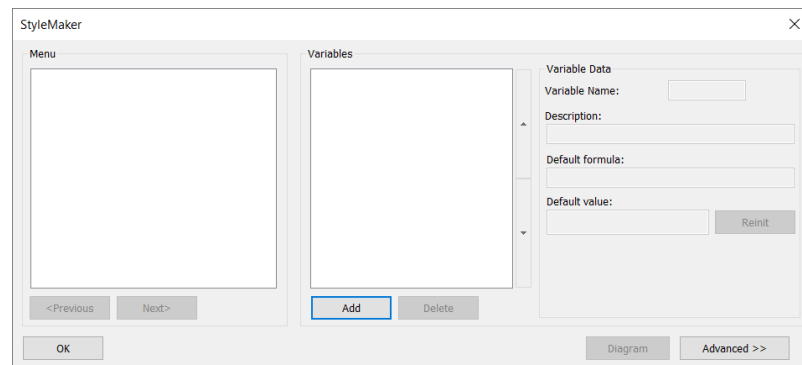 StyleMaker
Menu
Variables
Variable Data
Variable Name:
Description:
Default formula:
Default value:
Reinit
<Previous
Next>
Add
Delete
OK
Diagram
Advanced >>